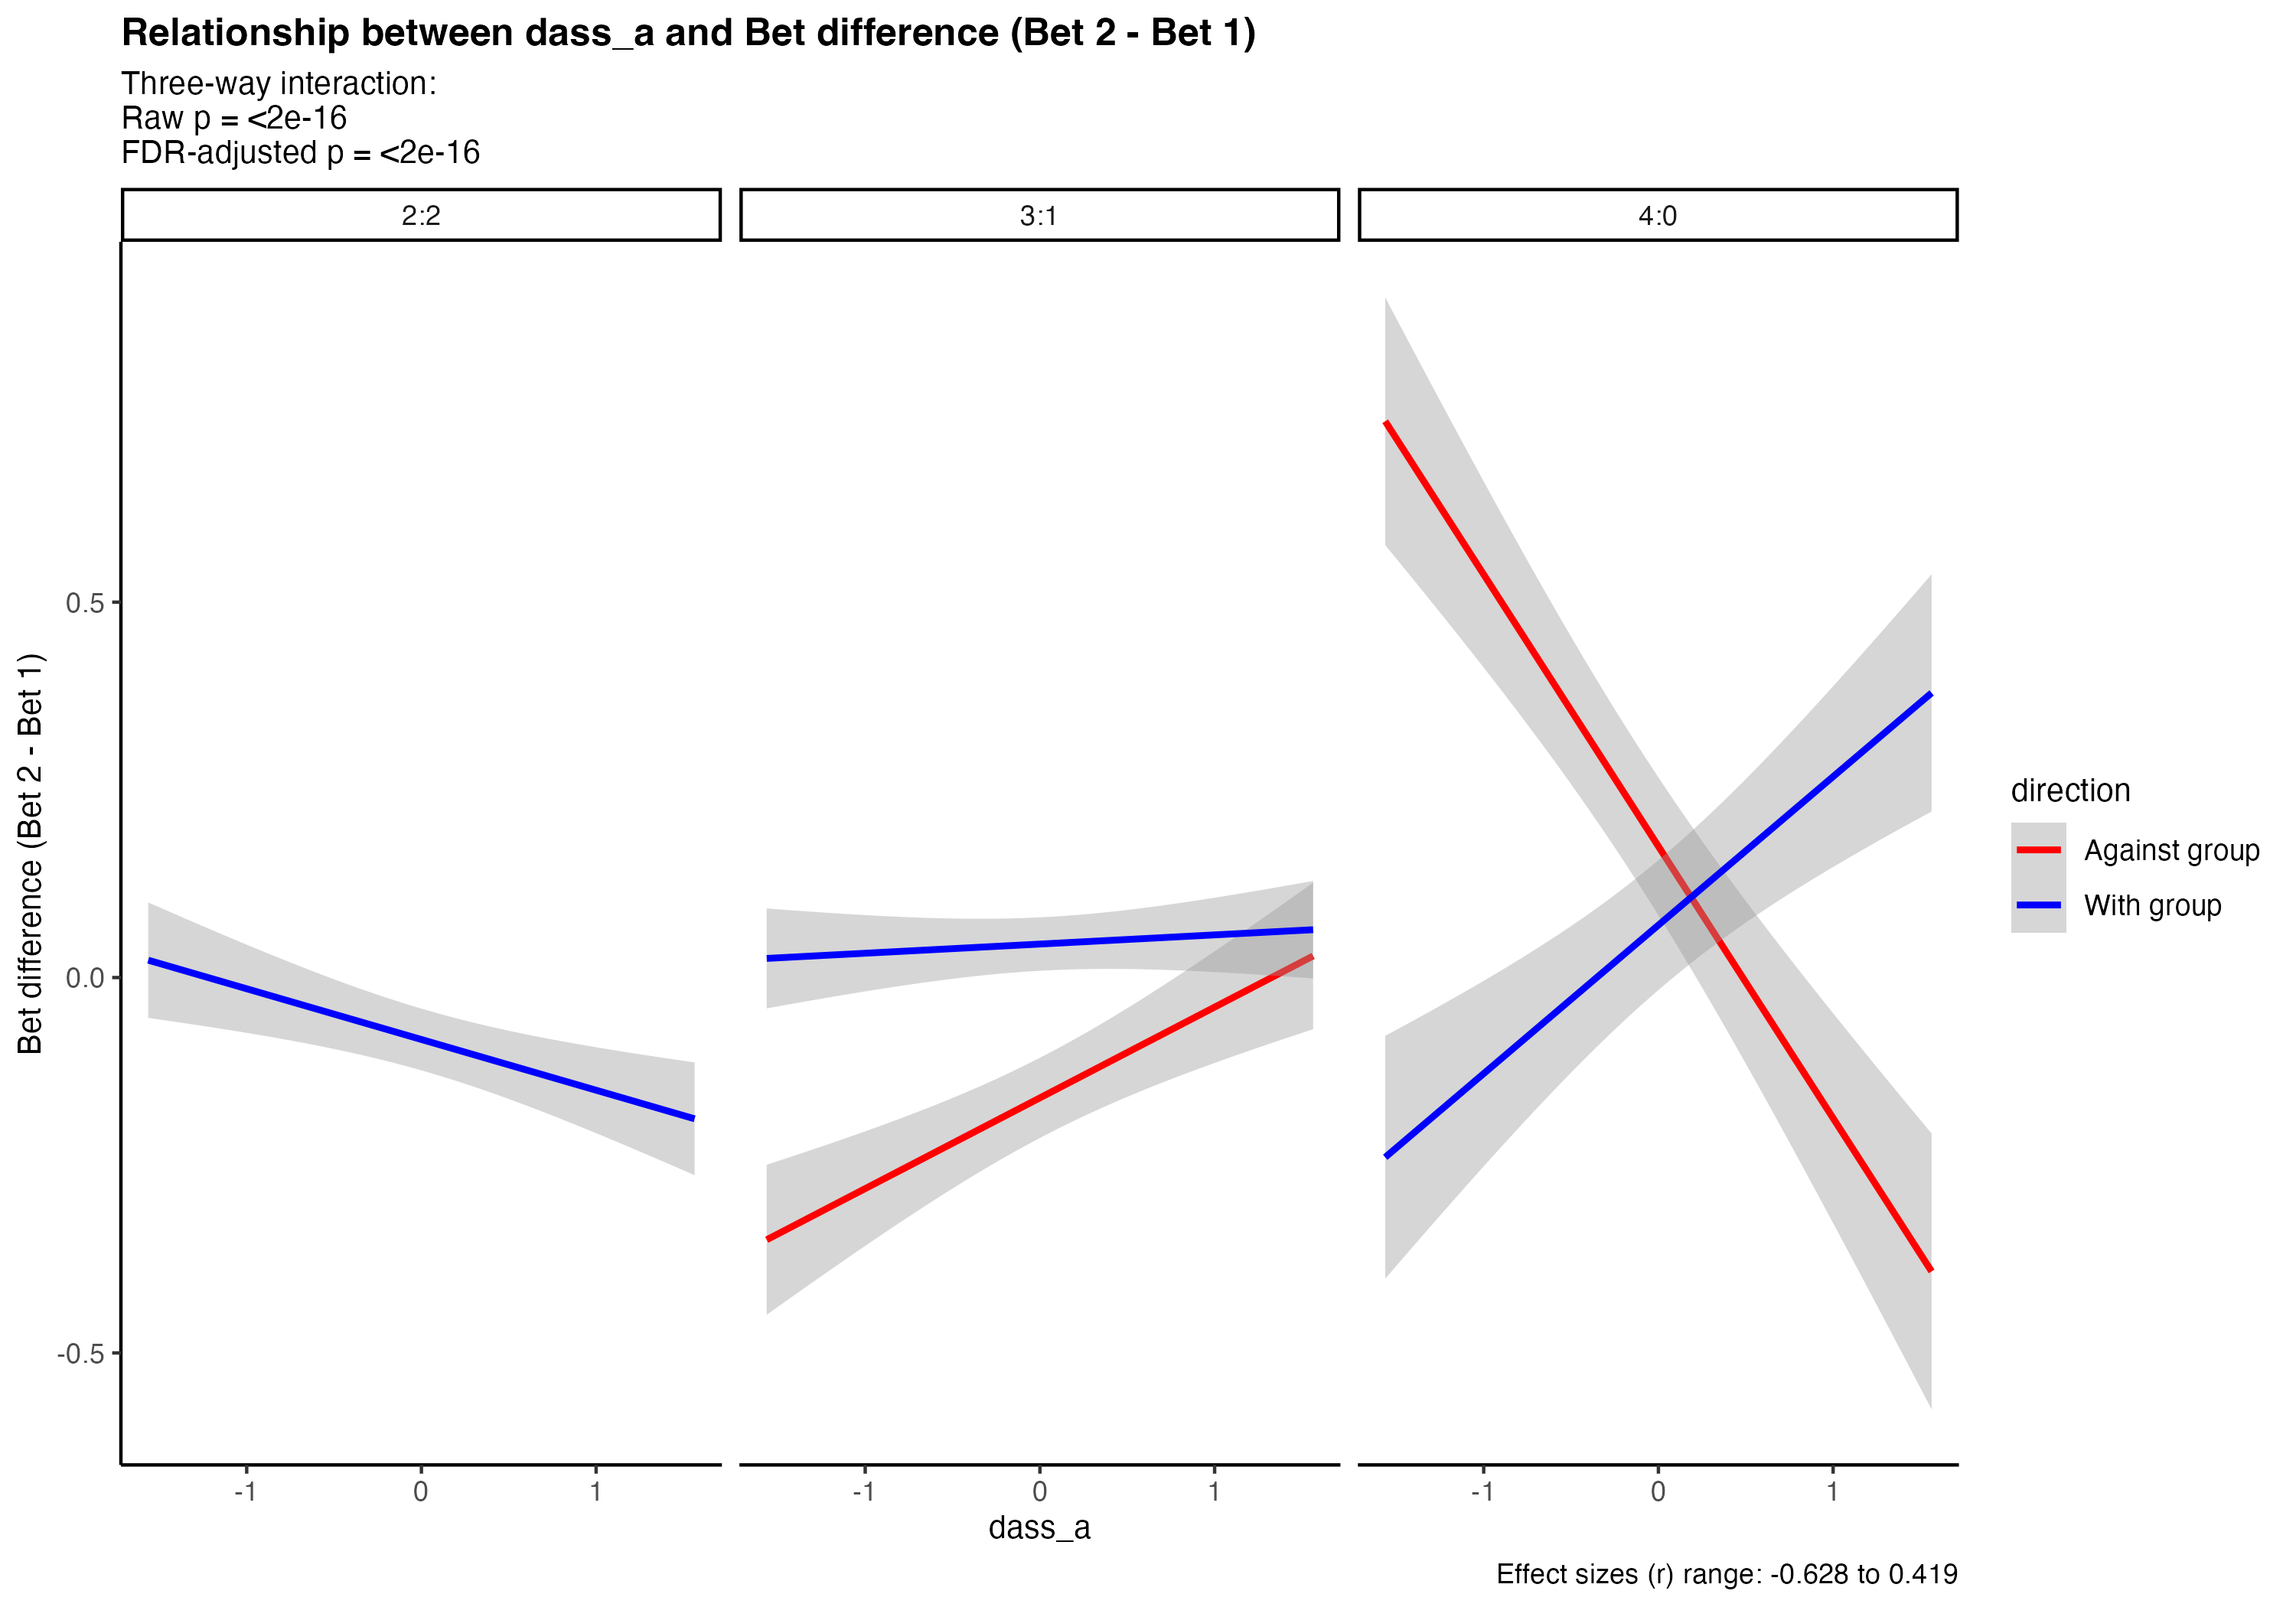 Relationship between dass_a and Bet difference (Bet 2 - Bet 1)
Three-way interaction:
Raw p = <2e-16
FDR-adjusted p = <2e-16
2:2
3:1
4:0
Bet difference (Bet 2 - Bet 1)
0.5
0.0
-0.5
-1
0
1
-1
0
1
-1
0
1
dass_a
direction
Against group
With group
Effect sizes (r) range: -0.628 to 0.419